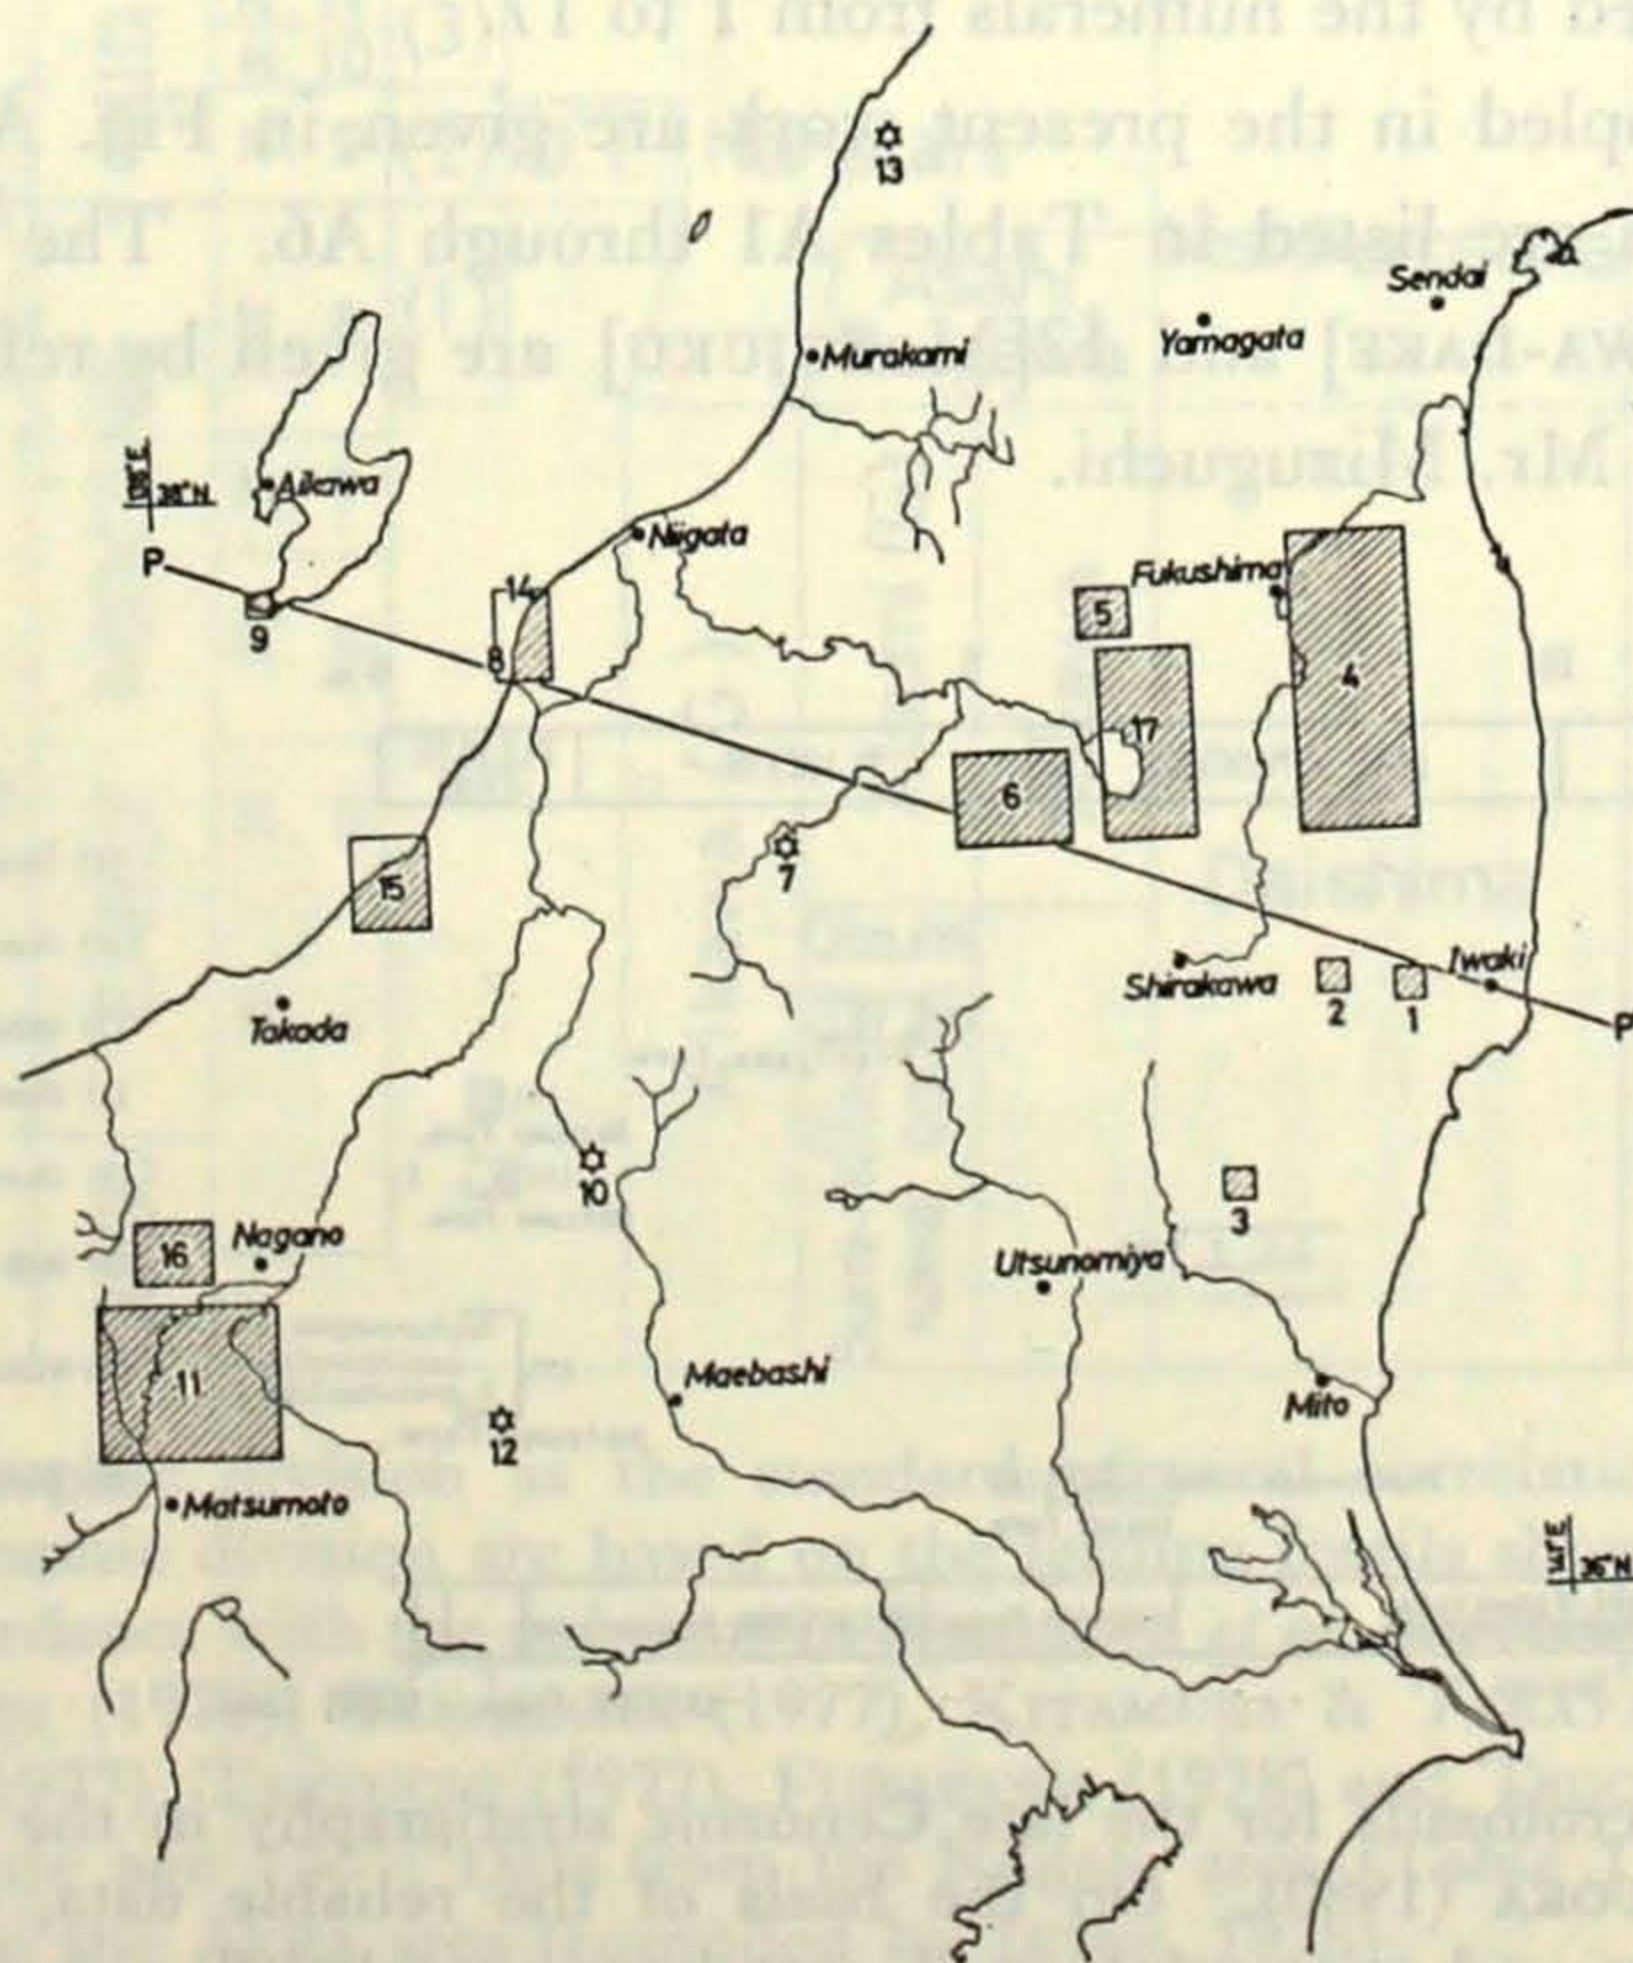 13
Sendai
Yamagata
Murakami
Aikawa
38°N
Niigata
P
14
Fukushima
5
9
8
4
17
6
7
15
Iwaki
Shirakawa
2
1
P
Takada
10
3
16
Nagano
Utsunomiya
11
Maebashi
12
Mito
Matsumoto
141°E
36°N